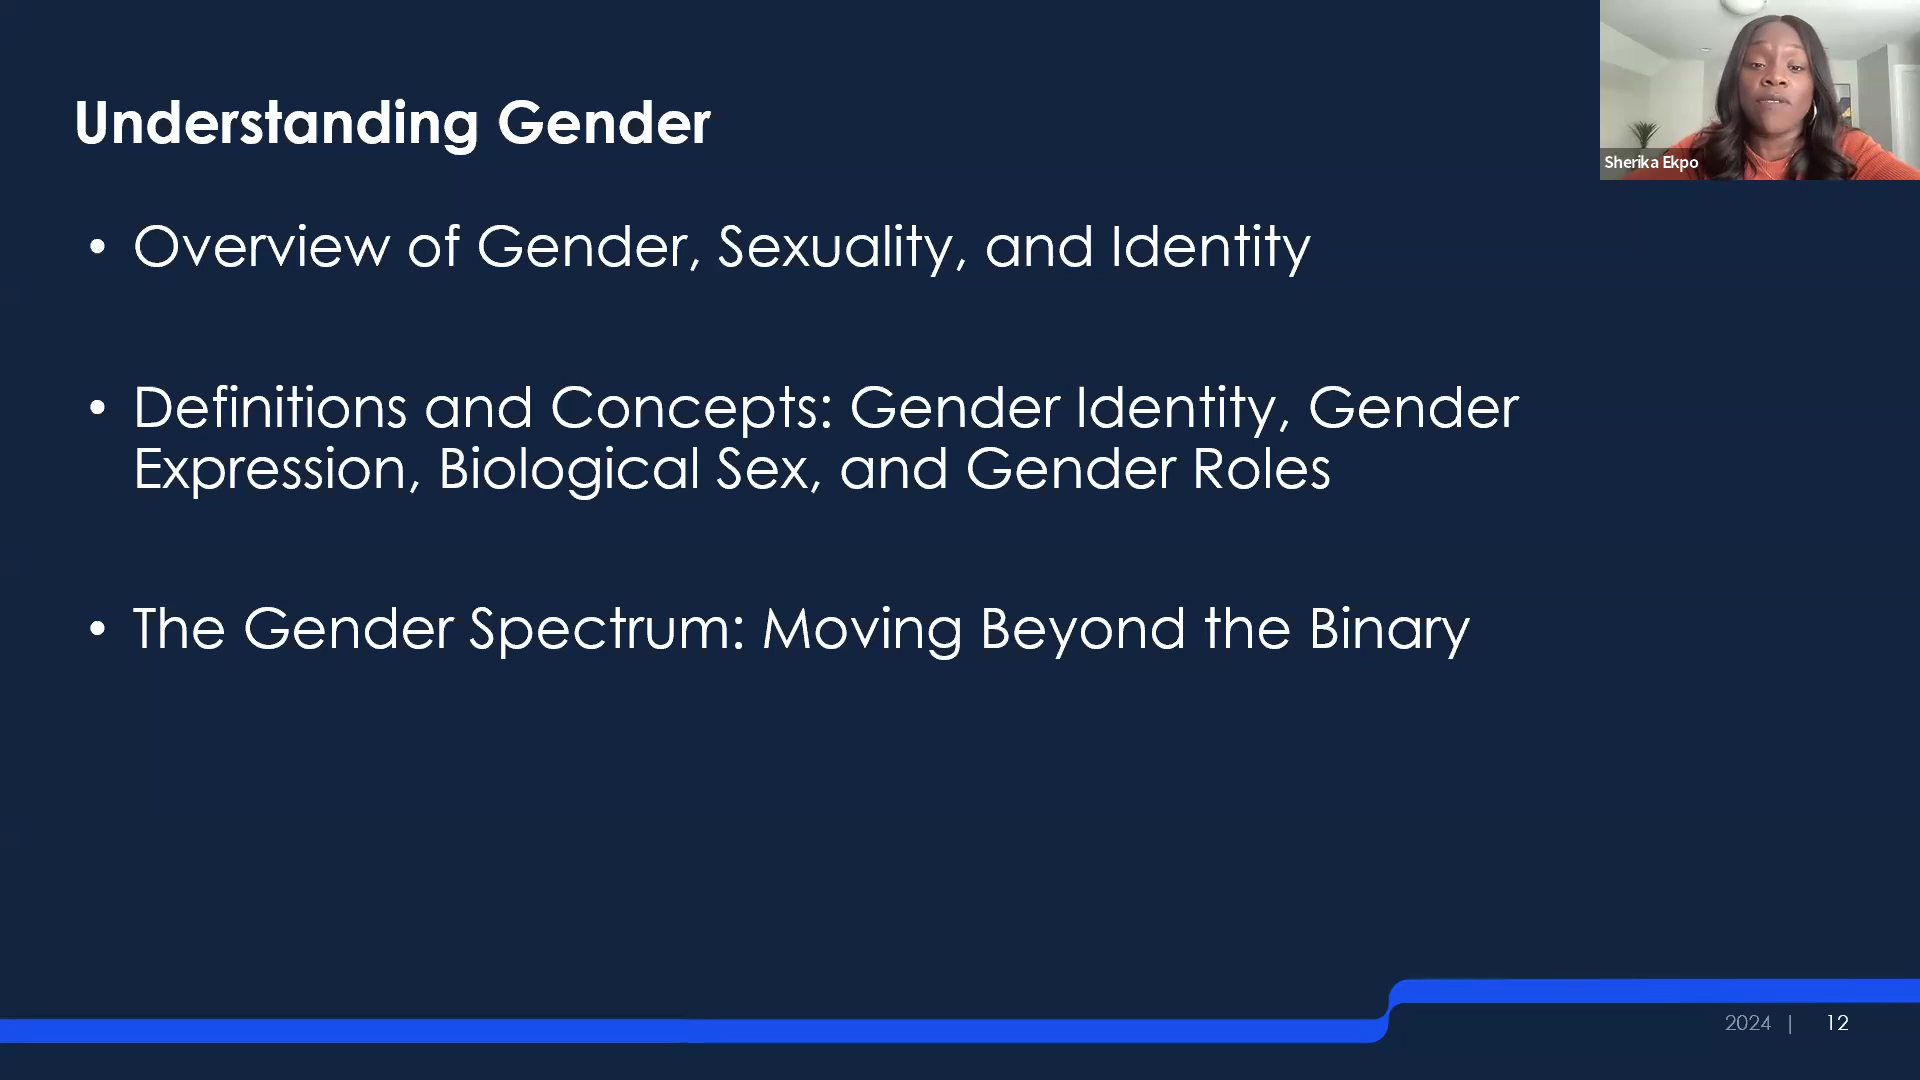 Understanding Gender
Sherika Ekpo
• Overview of Gender, Sexuality, and Identity
• Definitions and Concepts: Gender Identity, Gender
Expression, Biological Sex, and Gender Roles
• The Gender Spectrum: Moving Beyond the Binary
2024 | 12